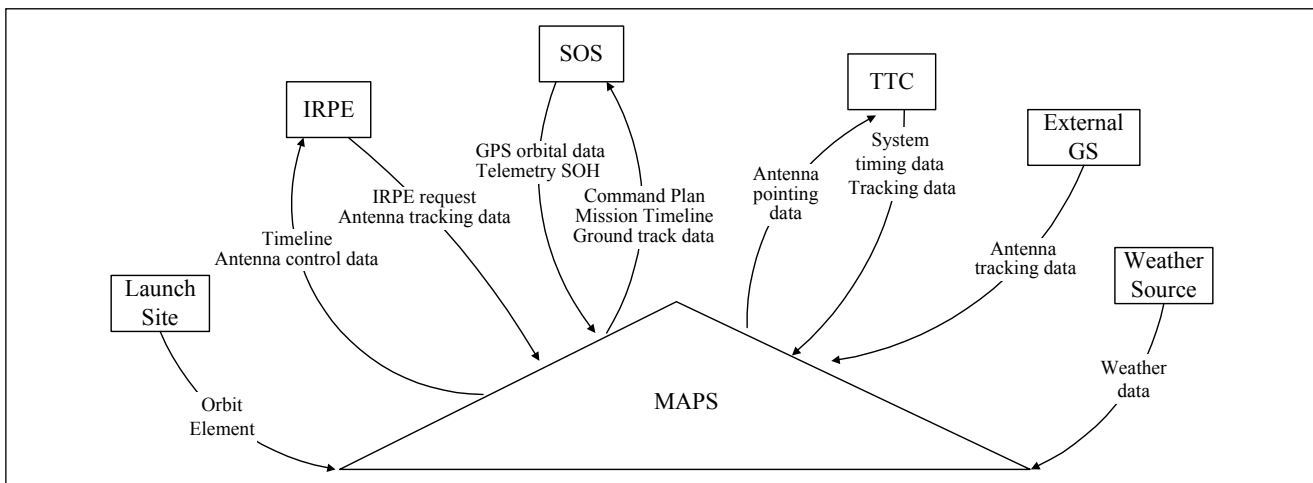 SOS
IRPE
TTC
External
GS
GPS orbital data
Telemetry SOH
System
timing data
Tracking data
Antenna
pointing
data
IRPE request
Antenna tracking data
Command Plan
Mission Timeline
Ground track data
Timeline
Antenna control data
Antenna
tracking data
Weather
Source
Launch
Site
Weather
data
MAPS
Orbit
Element